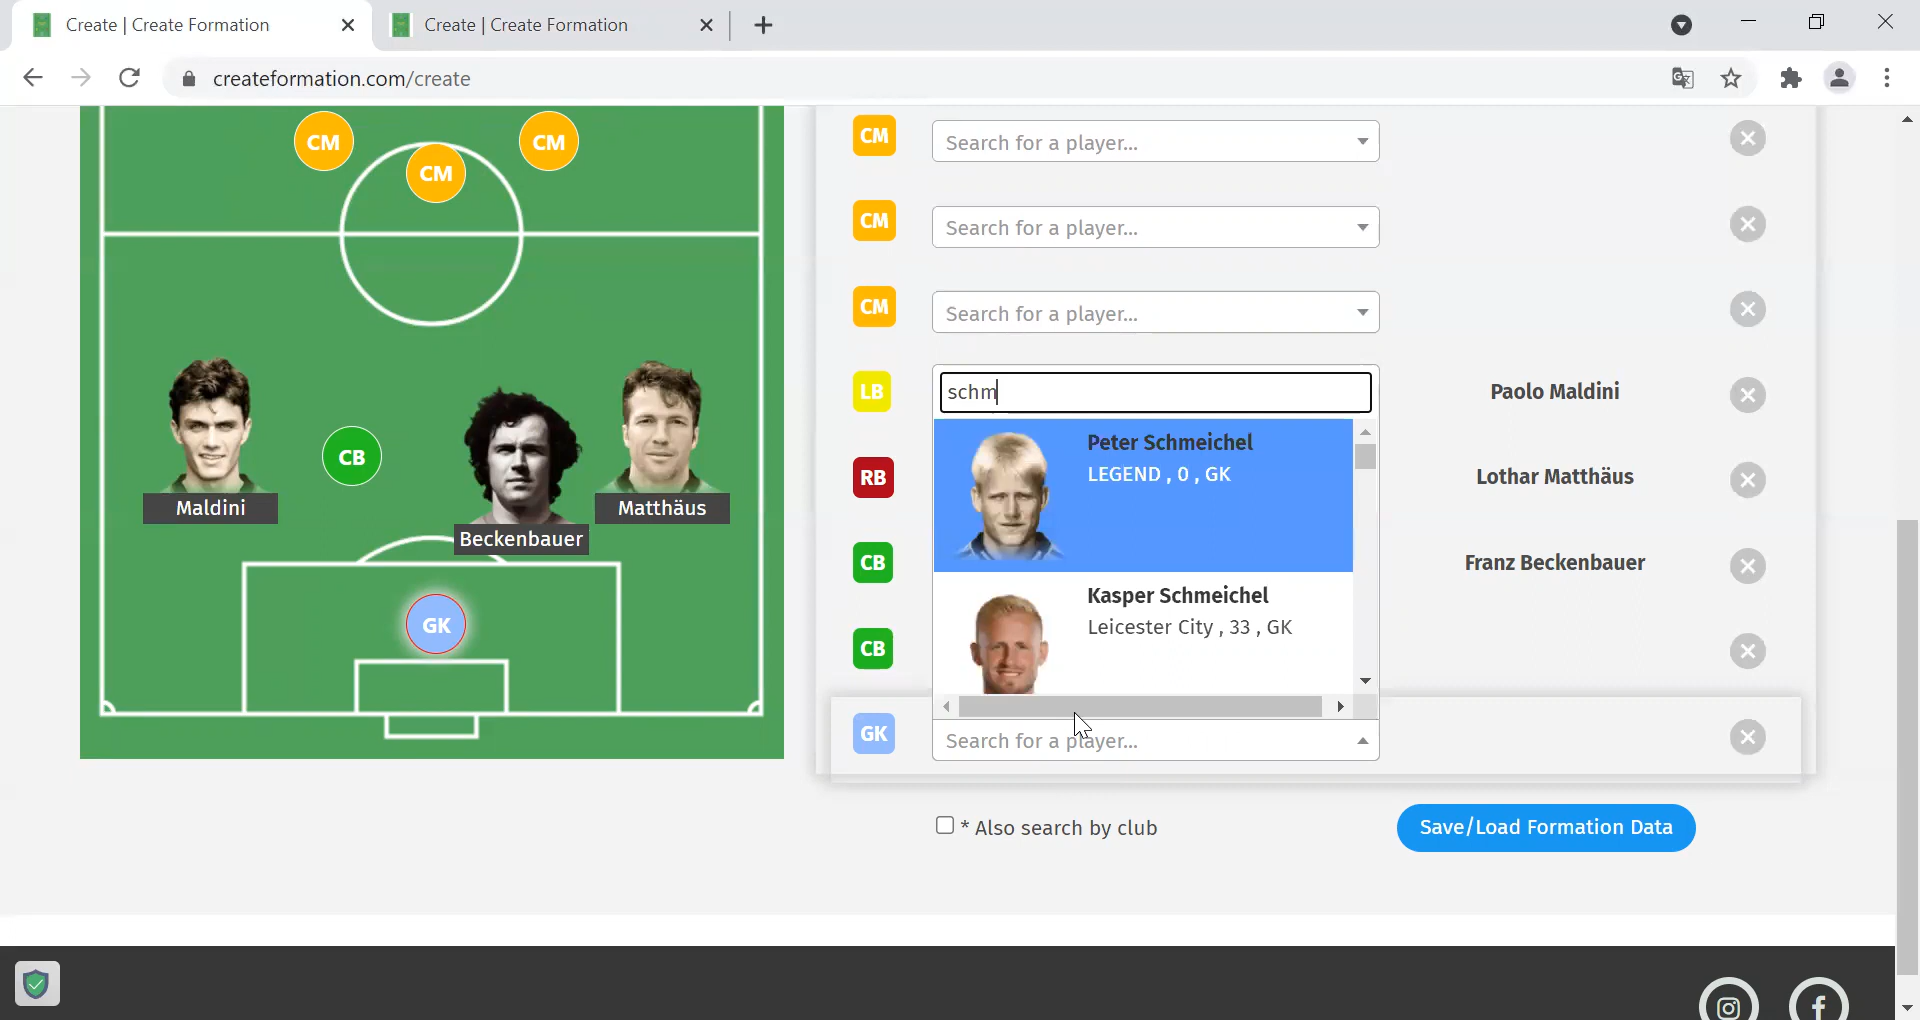 Create | Create Formation
Create | Create Formation
createformation.com/create
CM
CM
CM
CB
GK
Maldini
Beckenbauer
Matthäus
CM
Search for a player...
CM
Search for a player...
CM
Search for a player...
LB
schm
Paolo Maldini
Peter Schmeichel
LEGEND , 0 , GK
RB
Lothar Matthäus
CB
Franz Beckenbauer
Kasper Schmeichel
Leicester City , 33 , GK
CB
GK
Search for a player...
* Also search by club
Save/Load Formation Data